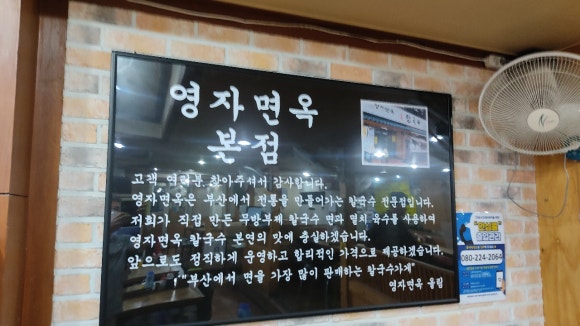 영자면옥
본점
고객 여러분 찾아주셔서 감사합니다.
영자면옥은 부산에서 전통을 만들어가는 칼국수 전문점입니다.
저희가 직접 만든 무방부제 칼국수 면과 멸치 육수를 사용하여
영자면옥 칼국수 본연의 맛에 충실하겠습니다.
앞으로도 정직하게 운영하고 합리적인 가격으로 제공하겠습니다.
"부산에서 면을 가장 많이 판매하는 칼국수가게"
영자면옥 올림
080-224-2064